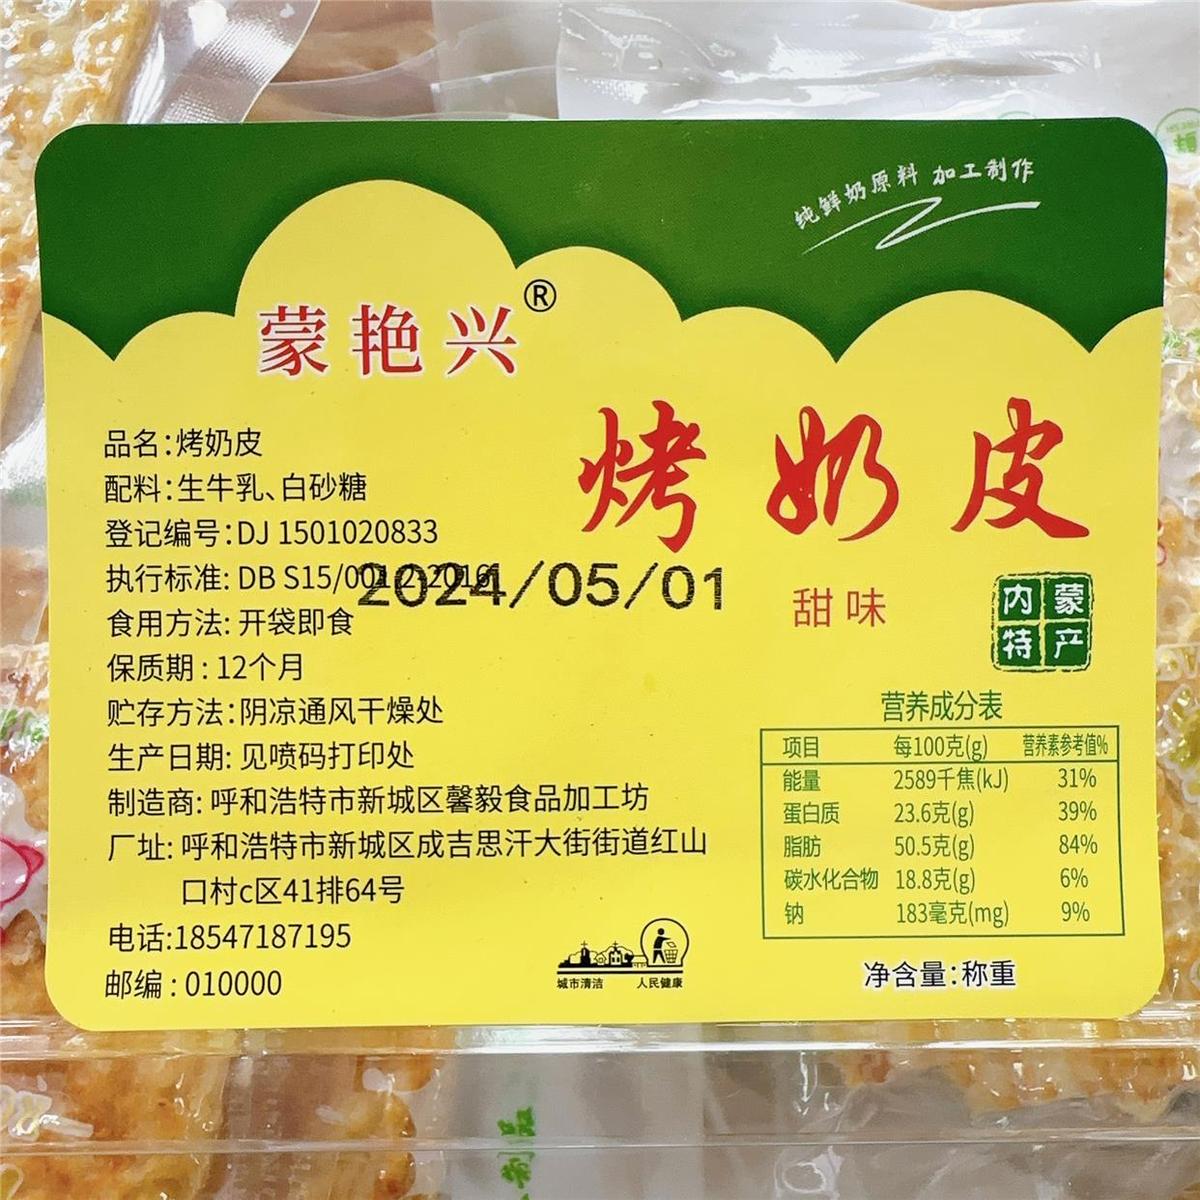 纯鲜奶原料 加工制作
蒙艳兴®
烤奶皮
甜味
内蒙
特产
品名:烤奶皮
配料:生牛乳、白砂糖
登记编号:DJ 1501020833
执行标准: DB S15/
2024/05/01
食用方法: 开袋即食
保质期: 12个月
贮存方法:阴凉通风干燥处
生产日期: 见喷码打印处
制造商: 呼和浩特市新城区馨毅食品加工坊
厂址: 呼和浩特市新城区成吉思汗大街街道红山
口村c区41排64号
电话:18547187195
邮编: 010000
城市清洁 人民健康
营养成分表
项目 每100克(g) 营养素参考值%
能量 2589千焦(kJ) 31%
蛋白质 23.6克(g) 39%
脂肪 50.5克(g) 84%
碳水化合物 18.8克(g) 6%
钠 183毫克(mg) 9%
净含量:称重